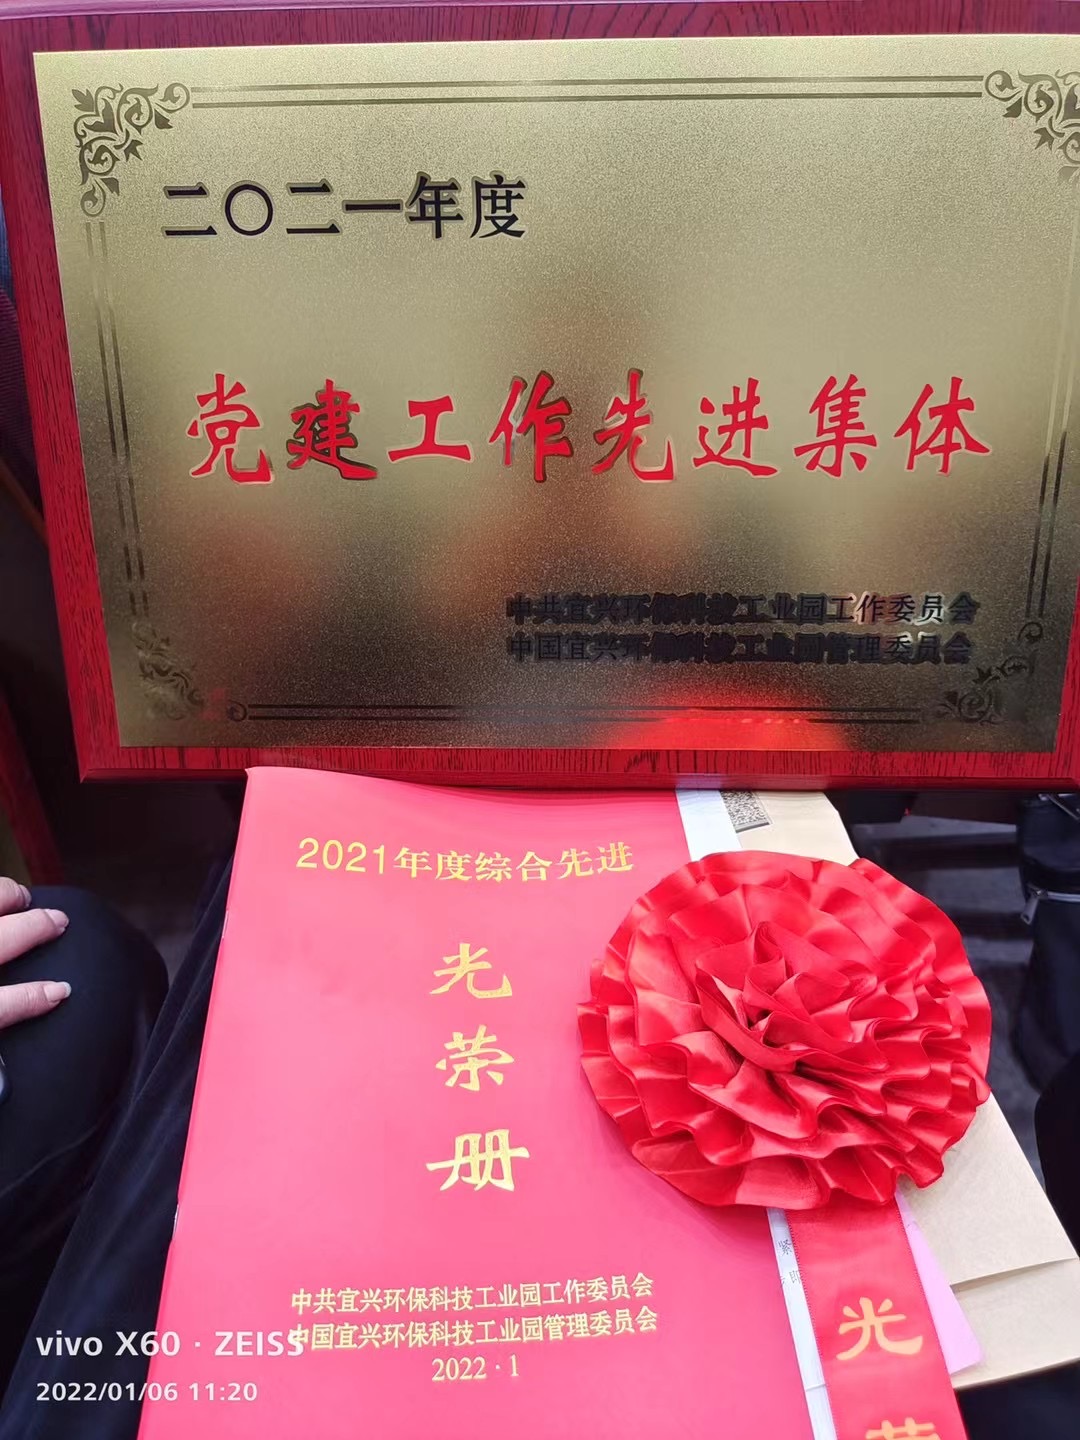 二〇二一年度
党建工作先进集体
中共宜兴环保科技工业园工作委员会
中国宜兴环保科技工业园管理委员会
2021年度综合先进
光
荣
册
中共宜兴环保科技工业园工作委员会
中国宜兴环保科技工业园管理委员会
2022·1
光
vivo X60 · ZEISS
2022/01/06 11:20